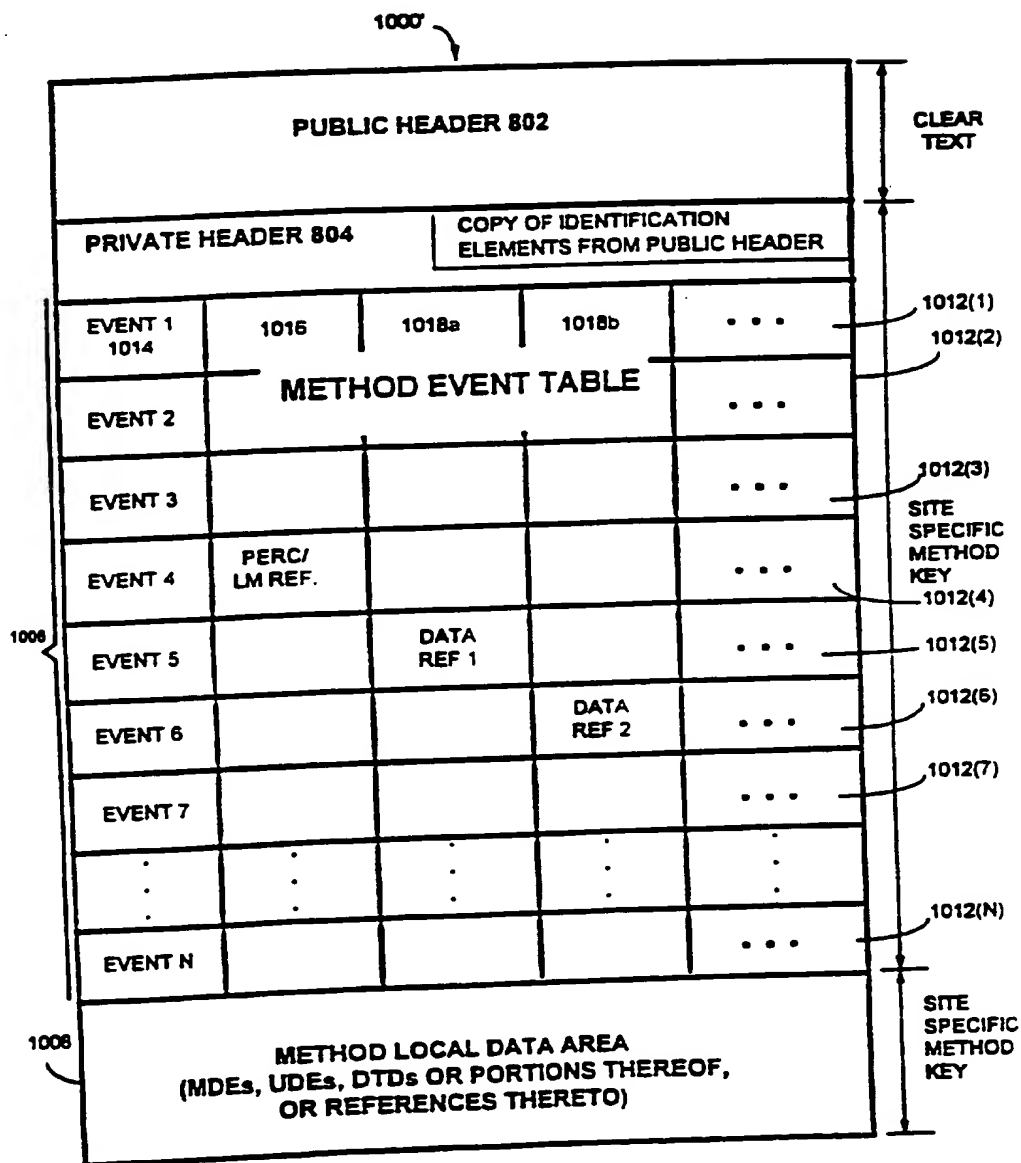 1000'
PUBLIC HEADER 802
CLEAR
TEXT
PRIVATE HEADER 804
COPY OF IDENTIFICATION
ELEMENTS FROM PUBLIC HEADER
EVENT 1
1014
1016
1018a
1018b
• • •
1012(1)
METHOD EVENT TABLE
EVENT 2
• • •
1012(2)
EVENT 3
• • •
1012(3)
SITE
SPECIFIC
METHOD
KEY
EVENT 4
PERC/
LM REF.
• • •
1012(4)
1006
EVENT 5
DATA
REF 1
• • •
1012(5)
EVENT 6
DATA
REF 2
• • •
1012(6)
EVENT 7
• • •
1012(7)
EVENT N
• • •
1012(N)
1008
METHOD LOCAL DATA AREA
(MDEs, UDEs, DTDs OR PORTIONS THEREOF,
OR REFERENCES THERETO)
SITE
SPECIFIC
METHOD
KEY